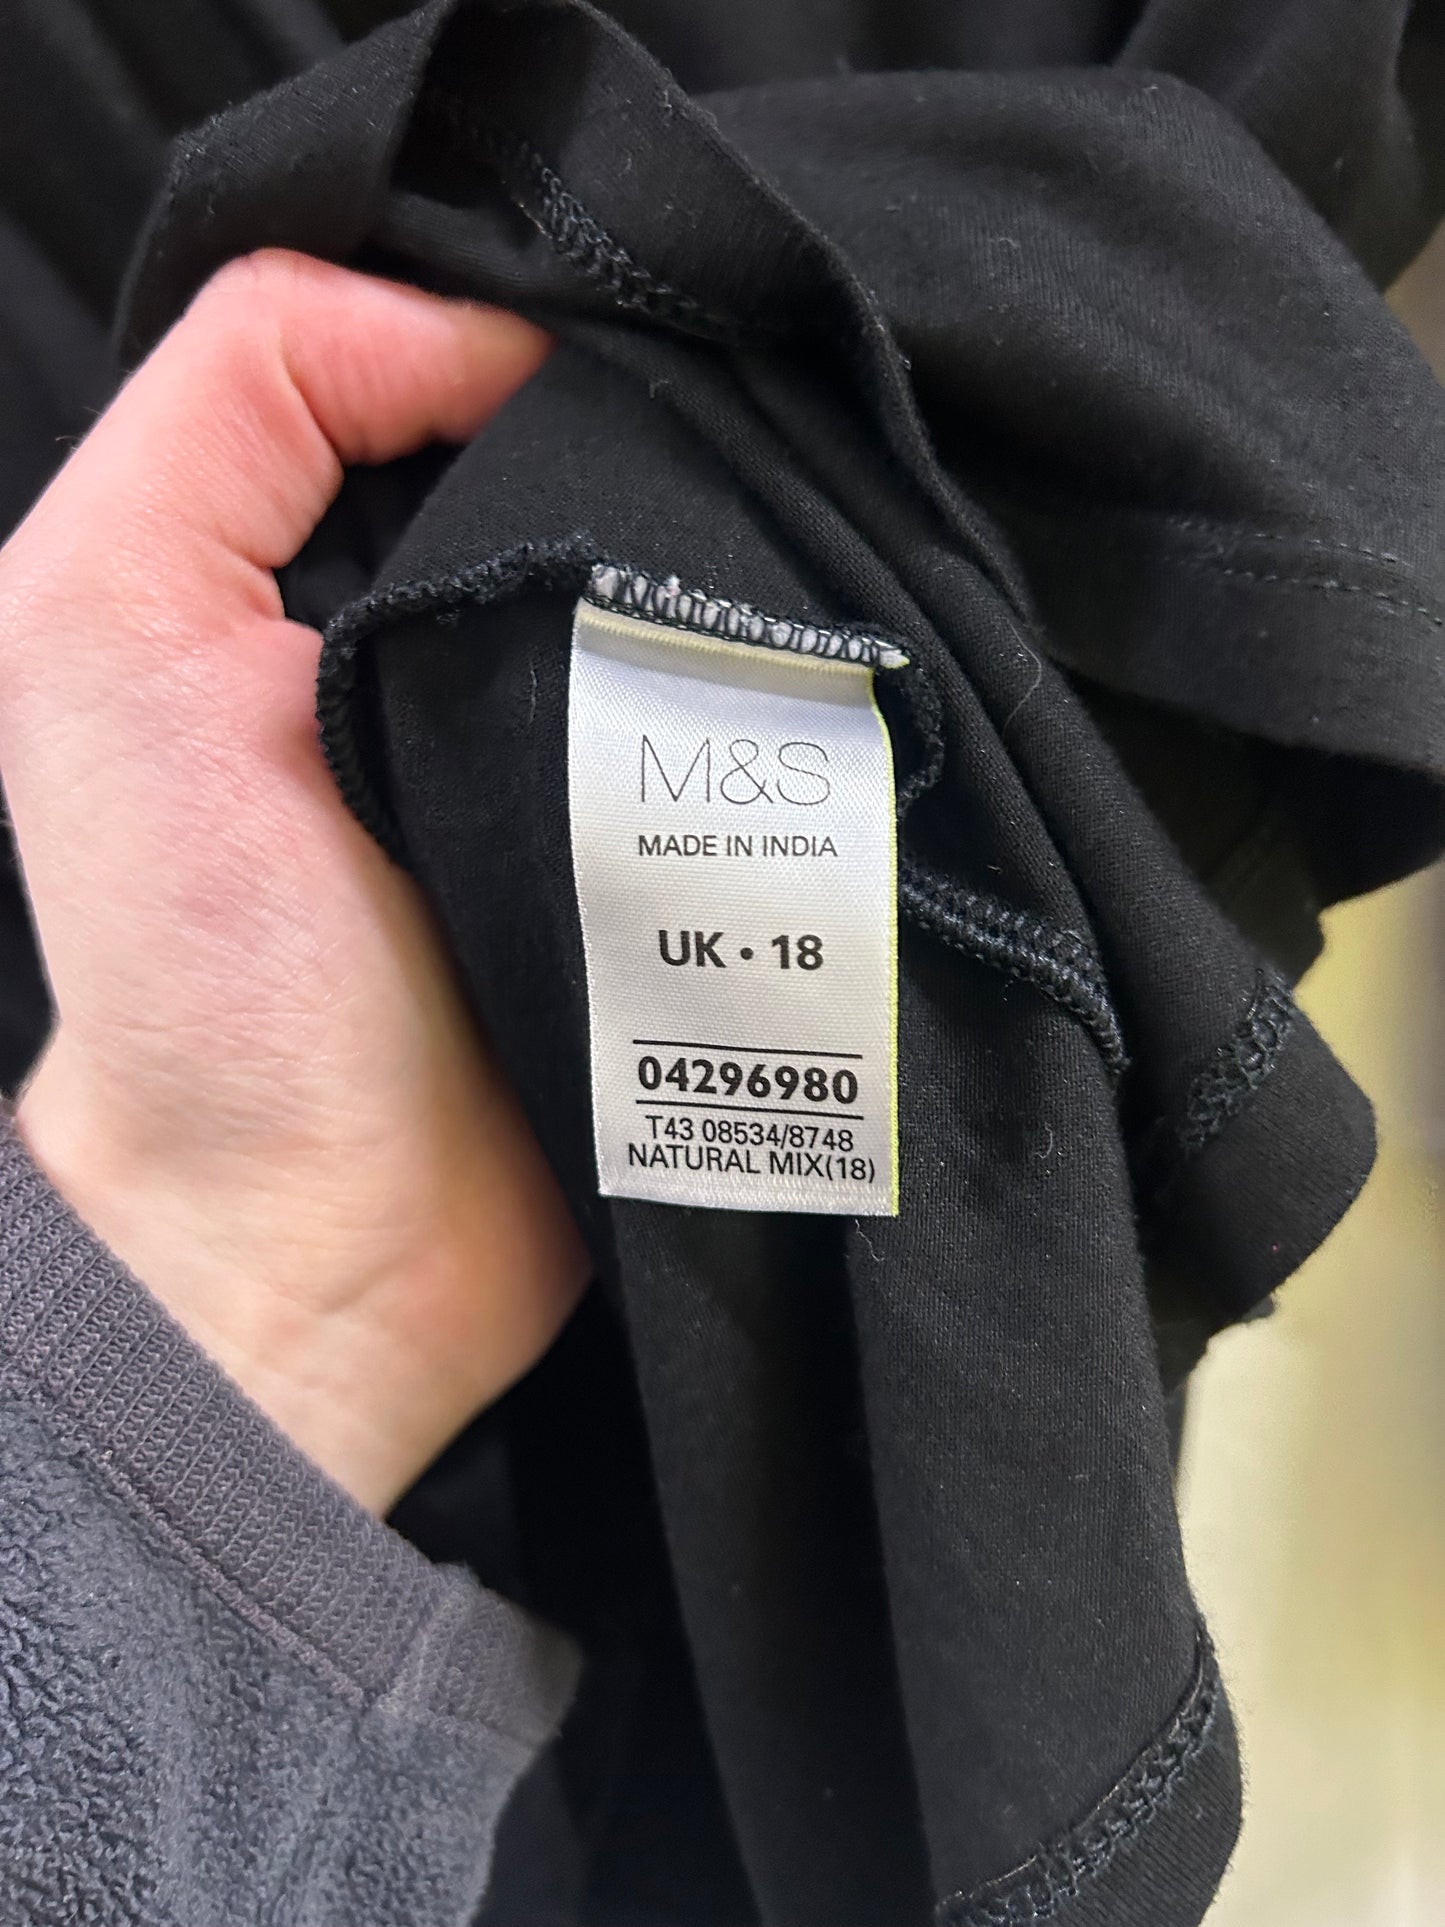 M&S
MADE IN INDIA
UK • 18
04296980
T43 08534/8748
NATURAL MIX(18)